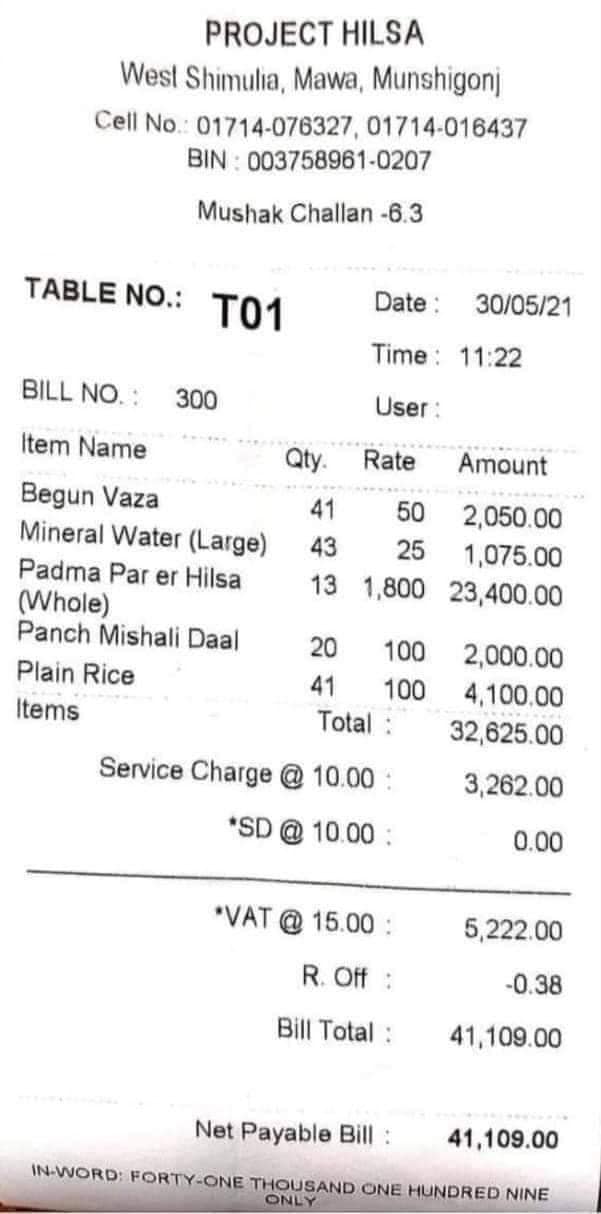 PROJECT HILSA
West Shimulia, Mawa, Munshigonj
Cell No.: 01714-076327, 01714-016437
BIN : 003758961-0207
Mushak Challan -6.3
TABLE NO.: T01 Date : 30/05/21
Time : 11:22
BILL NO. : 300 User :
Item Name Qty. Rate Amount
Begun Vaza 41 50 2,050.00
Mineral Water (Large) 43 25 1,075.00
Padma Par er Hilsa 13 1,800 23,400.00
(Whole)
Panch Mishali Daal 20 100 2,000.00
Plain Rice 41 100 4,100.00
Items Total : 32,625.00
Service Charge @ 10.00 : 3,262.00
*SD @ 10.00 : 0.00
*VAT @ 15.00 : 5,222.00
R. Off : -0.38
Bill Total : 41,109.00
Net Payable Bill : 41,109.00
IN-WORD: FORTY-ONE THOUSAND ONE HUNDRED NINE
ONLY